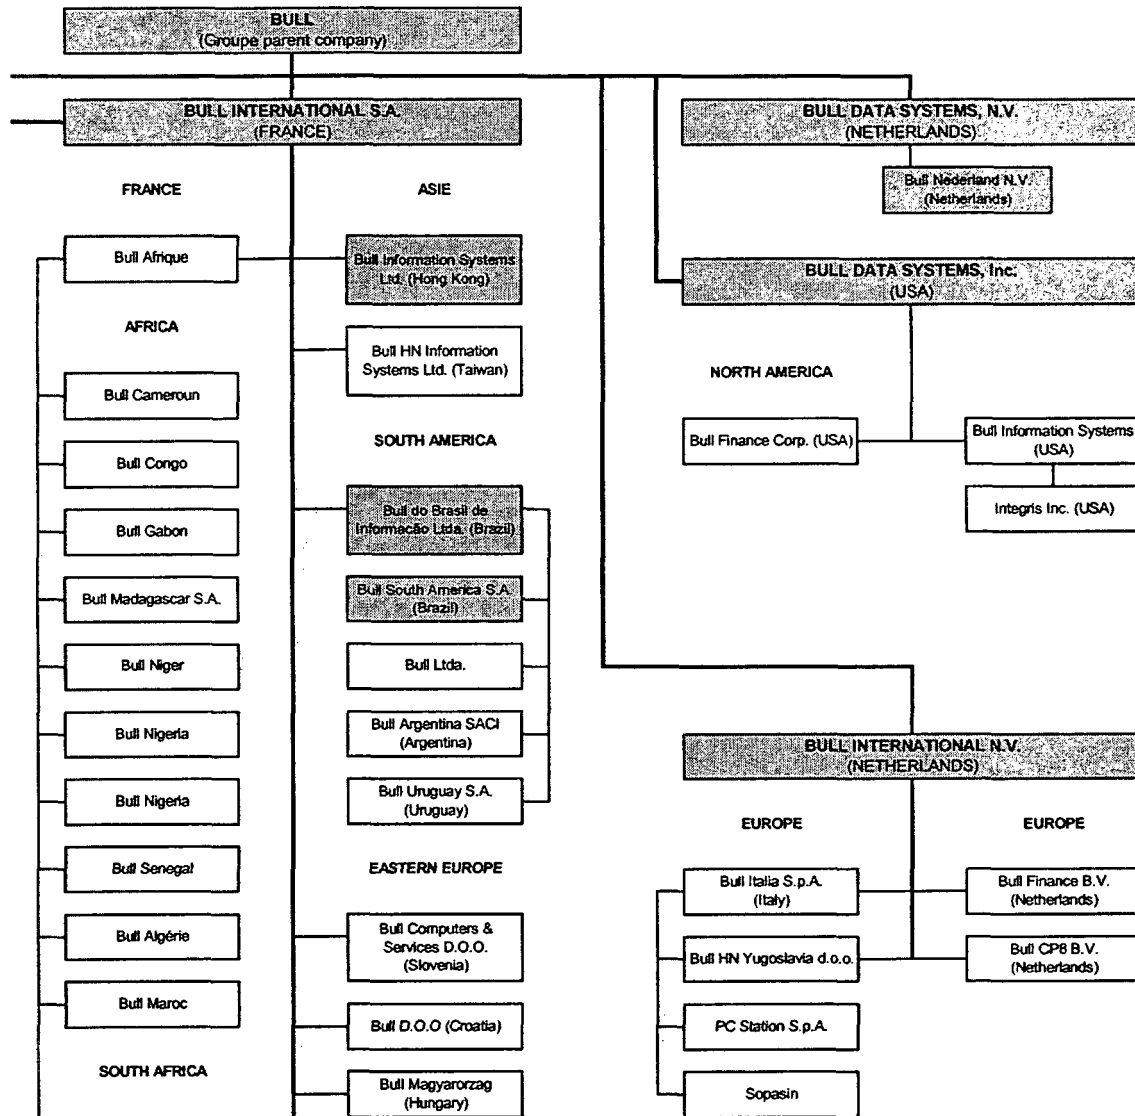 BULL
(Groupe parent company)
BULL INTERNATIONAL S.A.
(FRANCE)
FRANCE
Bull Afrique
AFRICA
Bull Cameroun
Bull Congo
Bull Gabon
Bull Madagascar S.A.
Bull Niger
Bull Nigeria
Bull Nigeria
Bull Senegal
Bull Algérie
Bull Maroc
SOUTH AFRICA
ASIE
Bull Information Systems
Ltd. (Hong Kong)
Bull HN Information
Systems Ltd. (Taiwan)
SOUTH AMERICA
Bull do Brasil de
Informacão Ltda. (Brazil)
Bull South America S.A.
(Brazil)
Bull Ltda.
Bull Argentina SACI
(Argentina)
Bull Uruguay S.A.
(Uruguay)
EASTERN EUROPE
Bull Computers &
Services D.O.O.
(Slovenia)
Bull D.O.O (Croatia)
Bull Magyarorzag
(Hungary)
BULL DATA SYSTEMS, N.V.
(NETHERLANDS)
Bull Nederland N.V.
(Netherlands)
BULL DATA SYSTEMS, Inc.
(USA)
NORTH AMERICA
Bull Finance Corp. (USA)
Bull Information Systems
(USA)
Integris Inc. (USA)
BULL INTERNATIONAL N.V.
(NETHERLANDS)
EUROPE
Bull Italia S.p.A.
(Italy)
Bull HN Yugoslavia d.o.o.
PC Station S.p.A.
Sopasin
EUROPE
Bull Finance B.V.
(Netherlands)
Bull CP8 B.V.
(Netherlands)